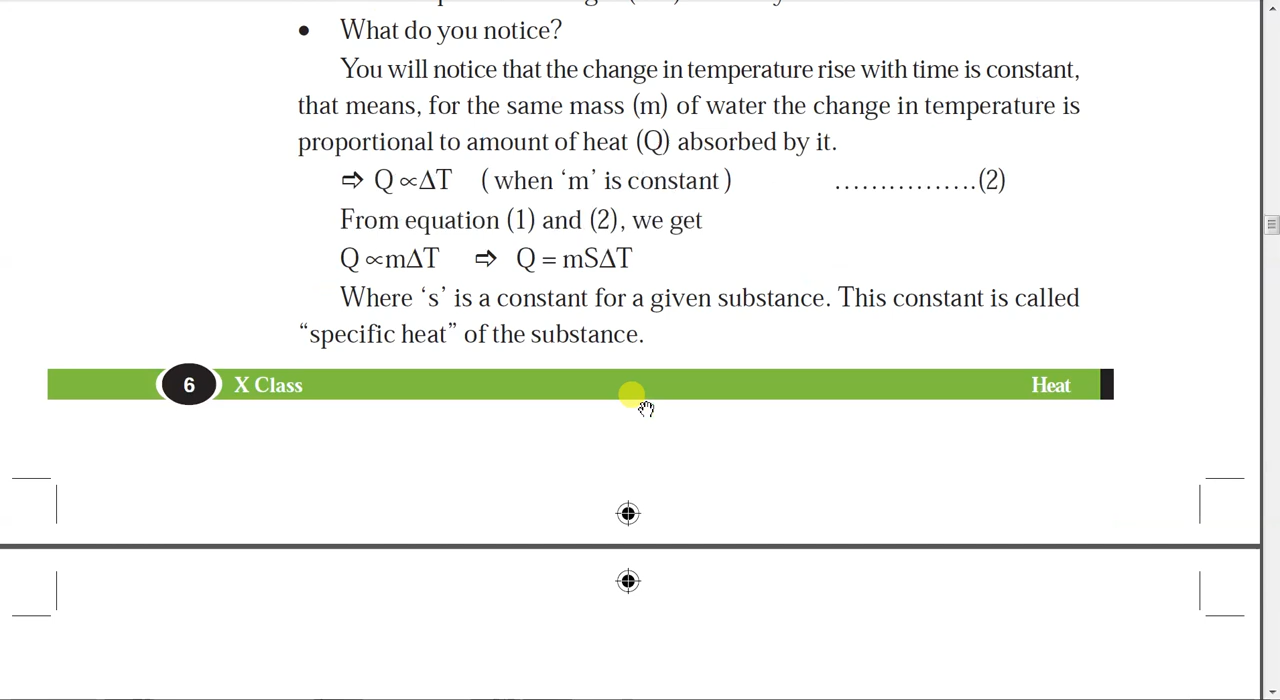 • What do you notice?
You will notice that the change in temperature rise with time is constant,
that means, for the same mass (m) of water the change in temperature is
proportional to amount of heat (Q) absorbed by it.
⇨ Q ∝ΔT ( when ‘m’ is constant ) ................(2)
From equation (1) and (2), we get
Q ∝mΔT ⇨ Q = mSΔT
Where ‘s’ is a constant for a given substance. This constant is called
“specific heat” of the substance.
6 X Class Heat